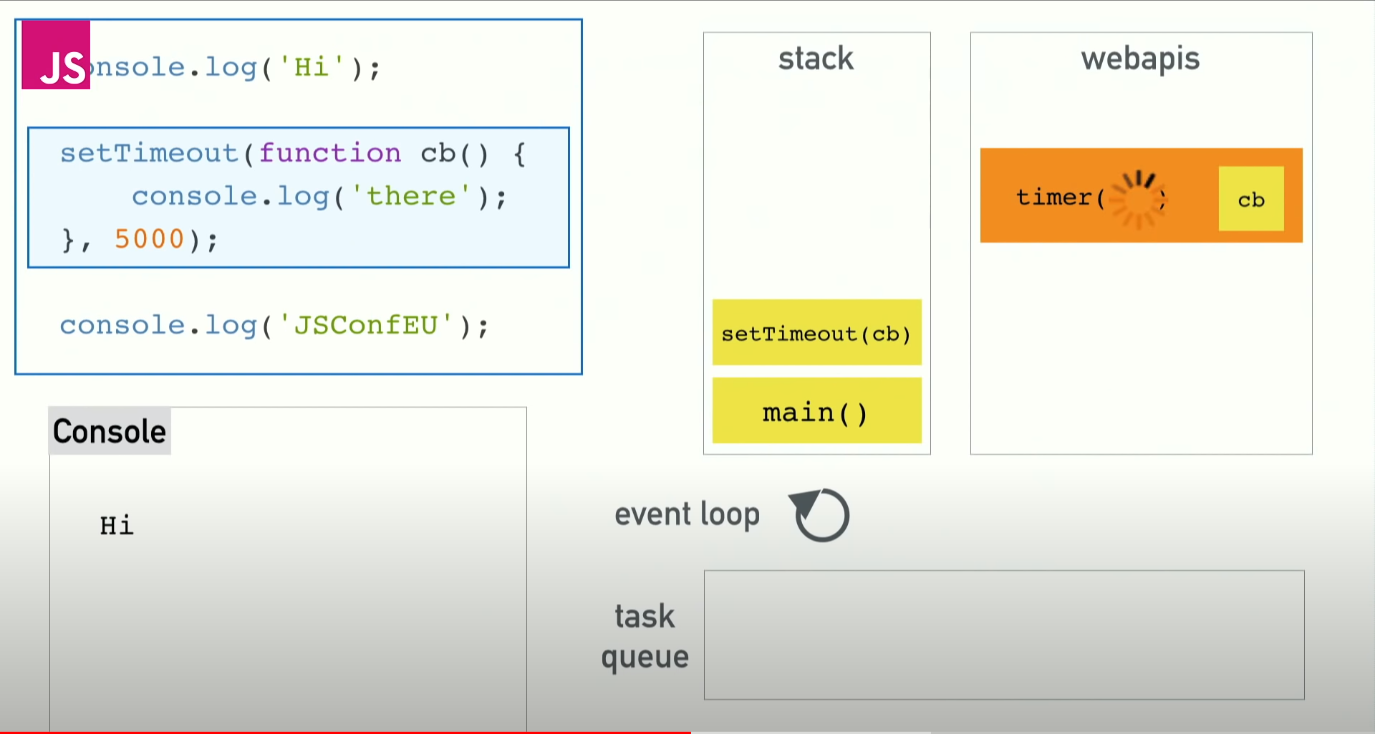 JS
onsole.log('Hi');
setTimeout(function cb() {
    console.log('there');
}, 5000);
console.log('JSConfEU');
Console
Hi
stack
setTimeout(cb)
main()
webapis
timer( )
cb
event loop
task
queue